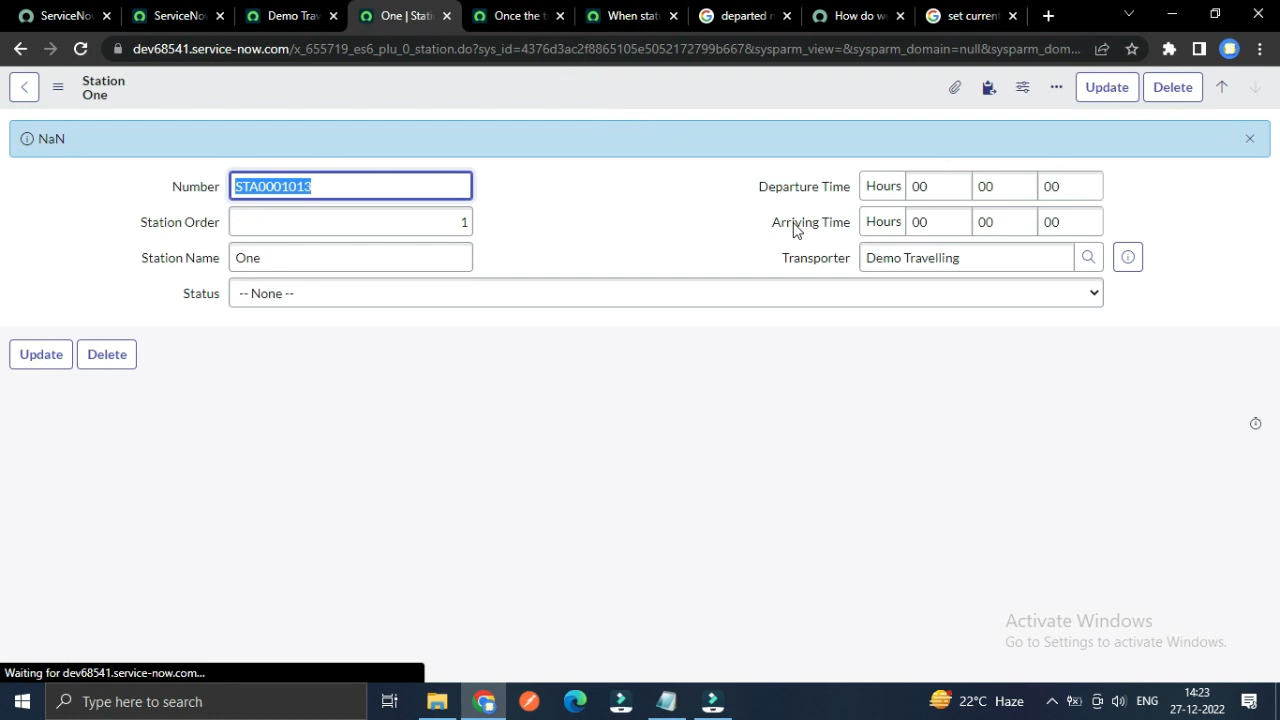 ServiceNow
ServiceNow
Demo Trav
One | Stati
Once the t
When stat
departed n
How do w
set current
dev68541.service-now.com/x_655719_es6_plu_0_station.do?sys_id=4376d3ac2f8865105e5052172799b667&sysparm_view=&sysparm_domain=null&sysparm_dom...
Station
One
Update
Delete
NaN
Number
STA0001013
Departure Time
Hours
00
00
00
Station Order
1
Arriving Time
Hours
00
00
00
Station Name
One
Transporter
Demo Travelling
Status
-- None --
Update
Delete
Activate Windows
Go to Settings to activate Windows.
Waiting for dev68541.service-now.com...
Type here to search
22°C Haze
ENG
14:23
27-12-2022